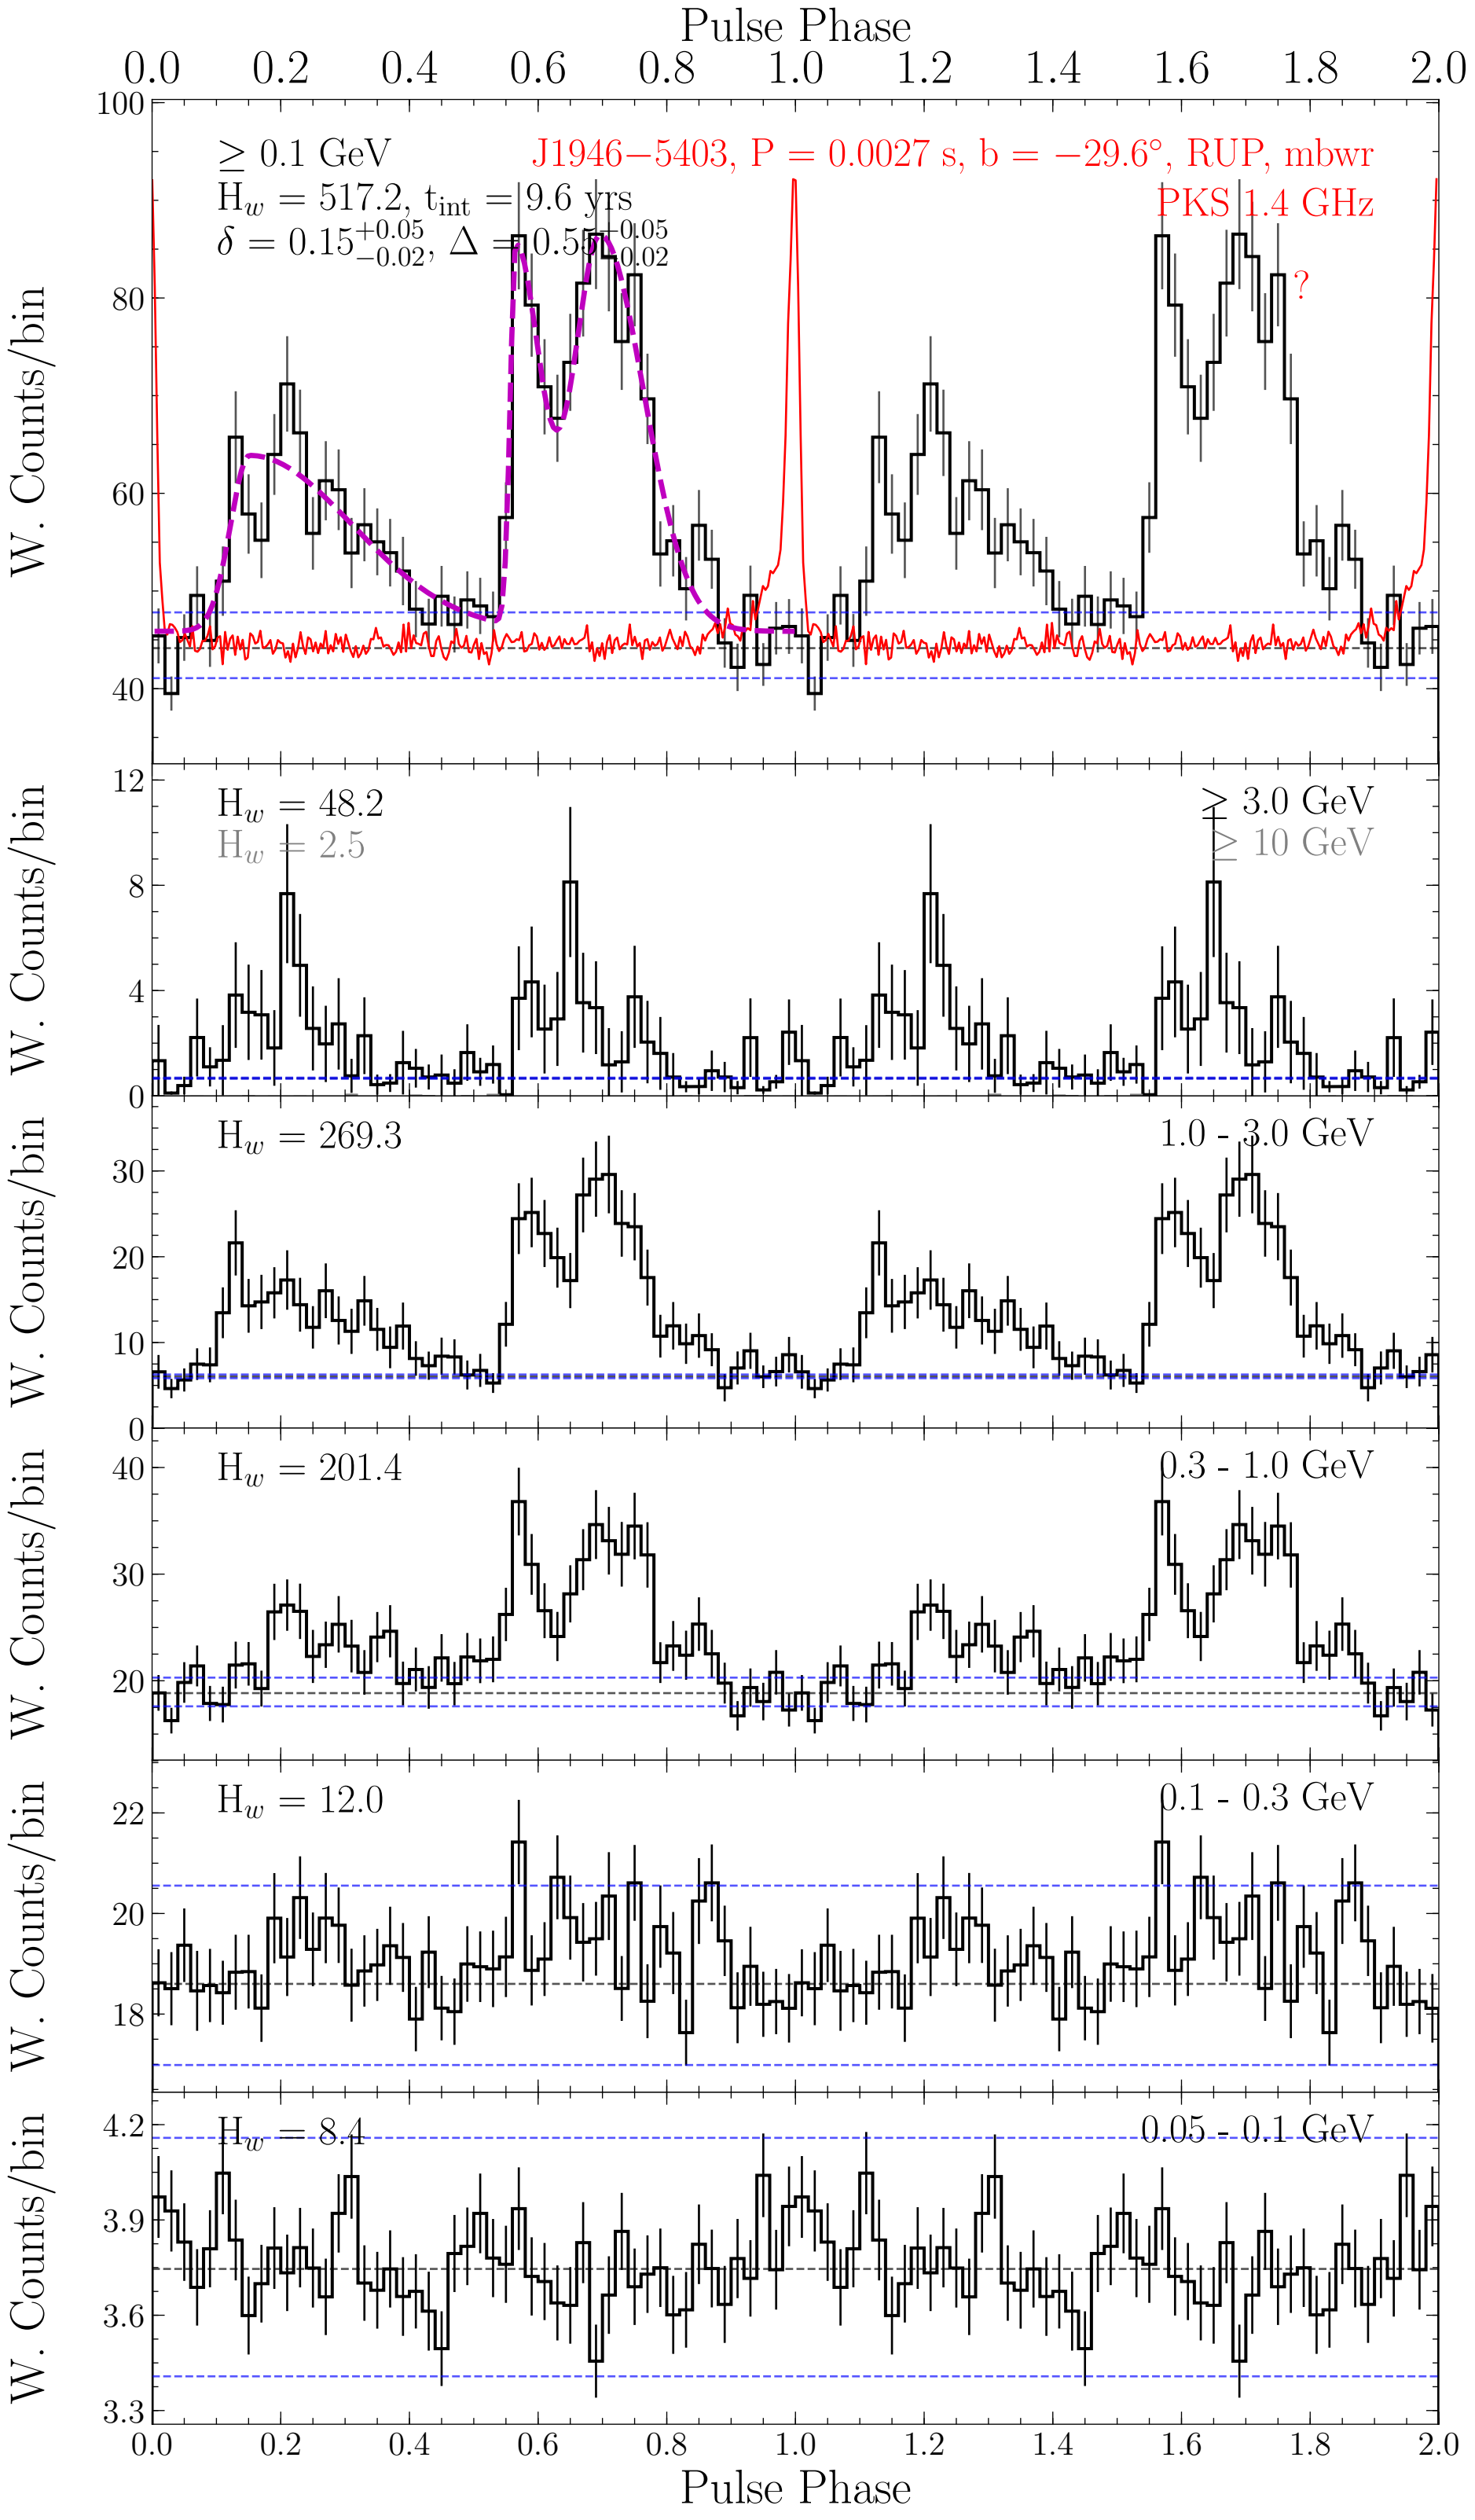 Pulse Phase
0.0 0.2 0.4 0.6 0.8 1.0 1.2 1.4 1.6 1.8 2.0
W. Counts/bin
100
80
60
40
≥ 0.1 GeV
H_w = 517.2, t_int = 9.6 yrs
δ = 0.15^{+0.05}_{−0.02}, Δ = 0.55^{+0.05}_{−0.02}
J1946−5403, P = 0.0027 s, b = −29.6°, RUP, mbwr
PKS 1.4 GHz
?
W. Counts/bin
12
8
4
0
H_w = 48.2
H_w = 2.5
≥ 3.0 GeV
≥ 10 GeV
W. Counts/bin
30
20
10
0
H_w = 269.3
1.0 - 3.0 GeV
W. Counts/bin
40
30
20
H_w = 201.4
0.3 - 1.0 GeV
W. Counts/bin
22
20
18
H_w = 12.0
0.1 - 0.3 GeV
W. Counts/bin
4.2
3.9
3.6
3.3
H_w = 8.4
0.05 - 0.1 GeV
0.0 0.2 0.4 0.6 0.8 1.0 1.2 1.4 1.6 1.8 2.0
Pulse Phase